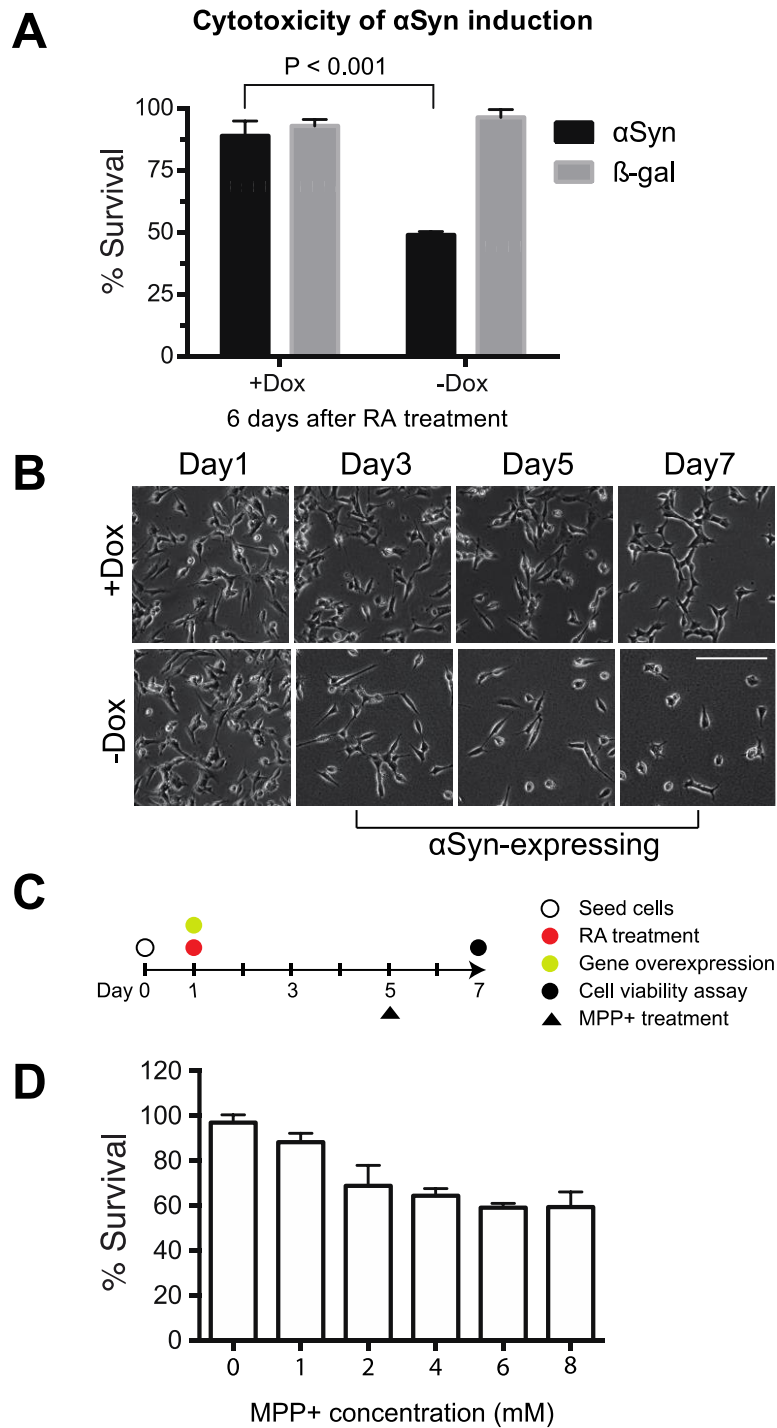 A
Cytotoxicity of αSyn induction
P < 0.001
100
75
50
25
0
% Survival
αSyn
ß-gal
+Dox
-Dox
6 days after RA treatment
B
Day1
Day3
Day5
Day7
+Dox
-Dox
αSyn-expressing
C
Day 0
1
3
5
7
Seed cells
RA treatment
Gene overexpression
Cell viability assay
MPP+ treatment
D
120
100
80
60
40
20
0
% Survival
0
1
2
4
6
8
MPP+ concentration (mM)